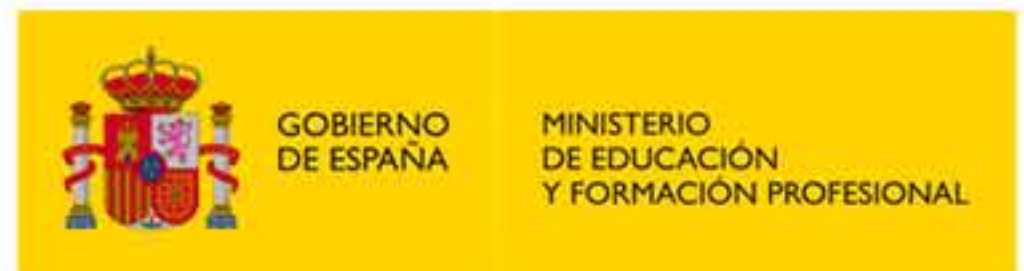 GOBIERNO
DE ESPAÑA
MINISTERIO
DE EDUCACIÓN
Y FORMACIÓN PROFESIONAL